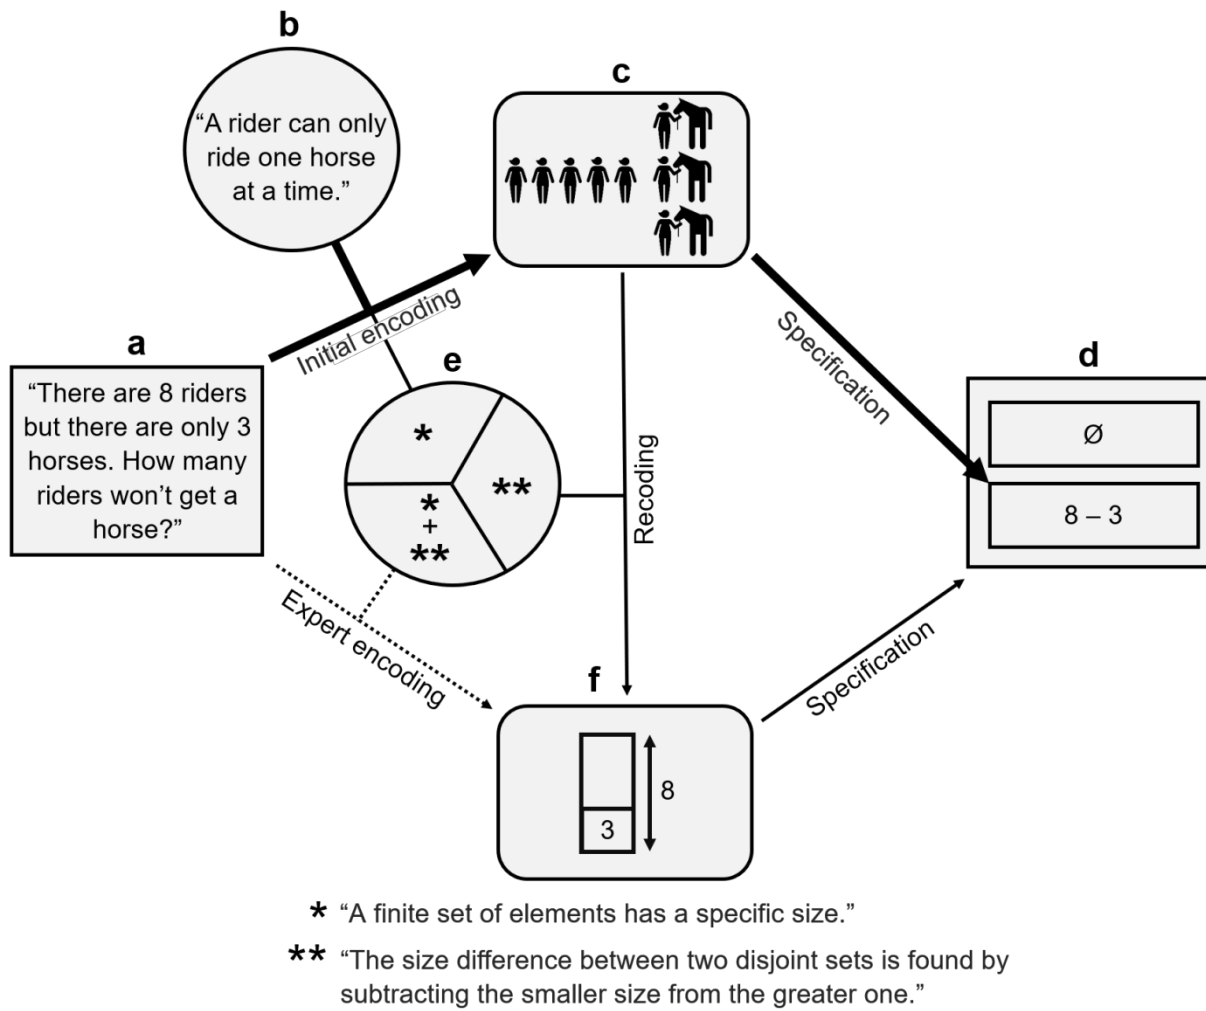 b
“A rider can only
ride one horse
at a time.”
c
Initial encoding
Specification
a
“There are 8 riders
but there are only 3
horses. How many
riders won’t get a
horse?”
e
*
**
*
+
**
Recoding
d
Ø
8 – 3
Expert encoding
Specification
f
8
3
* “A finite set of elements has a specific size.”
** “The size difference between two disjoint sets is found by
subtracting the smaller size from the greater one.”